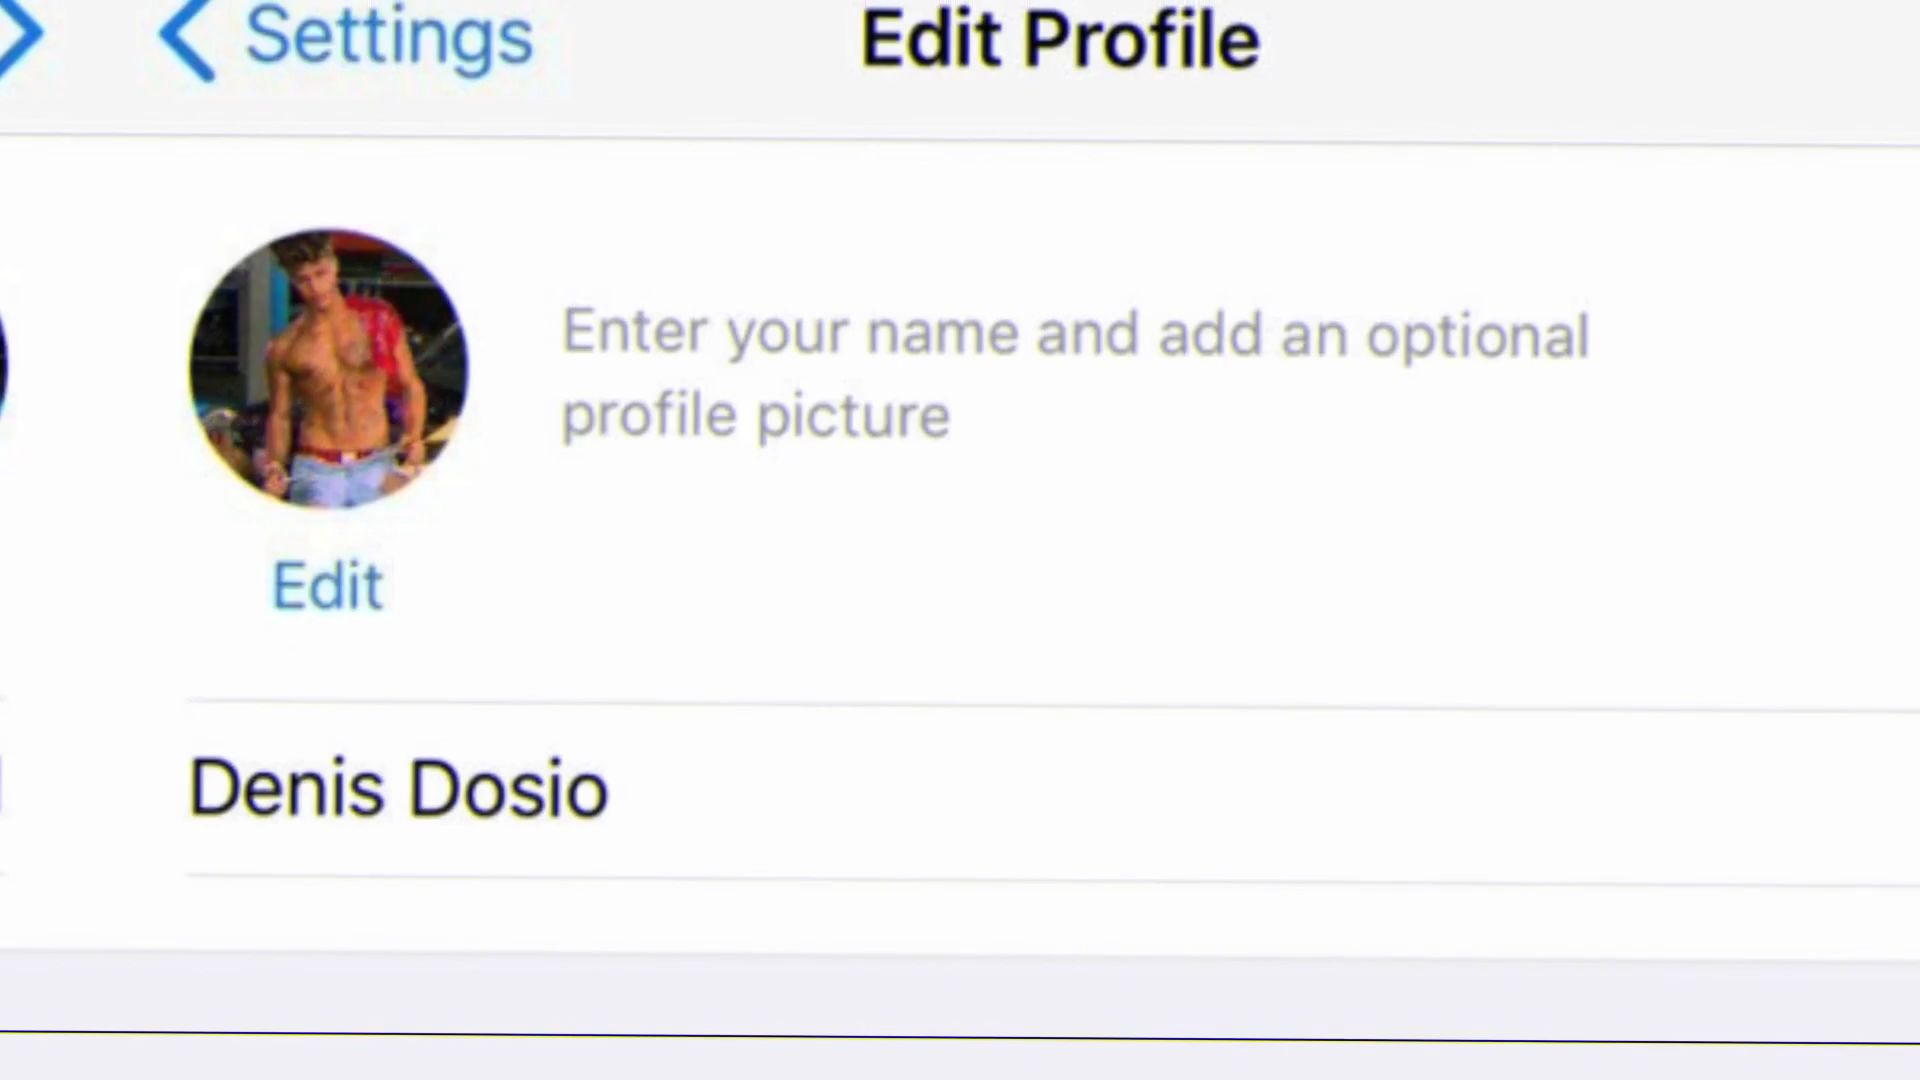 Settings
Edit Profile
Enter your name and add an optional
profile picture
Edit
Denis Dosio